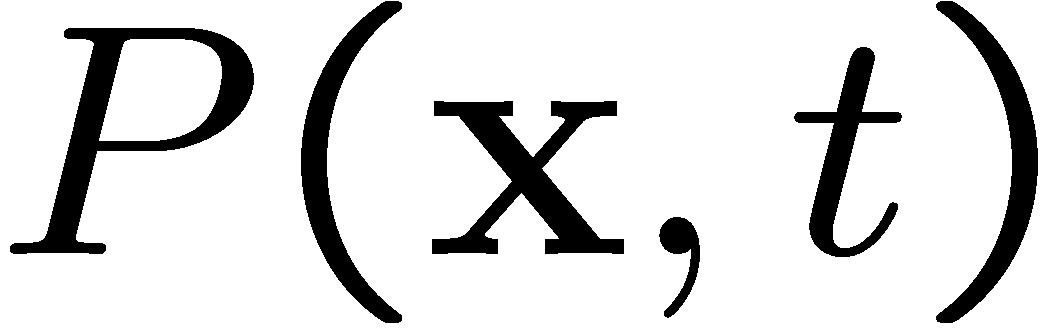 P(x, t)